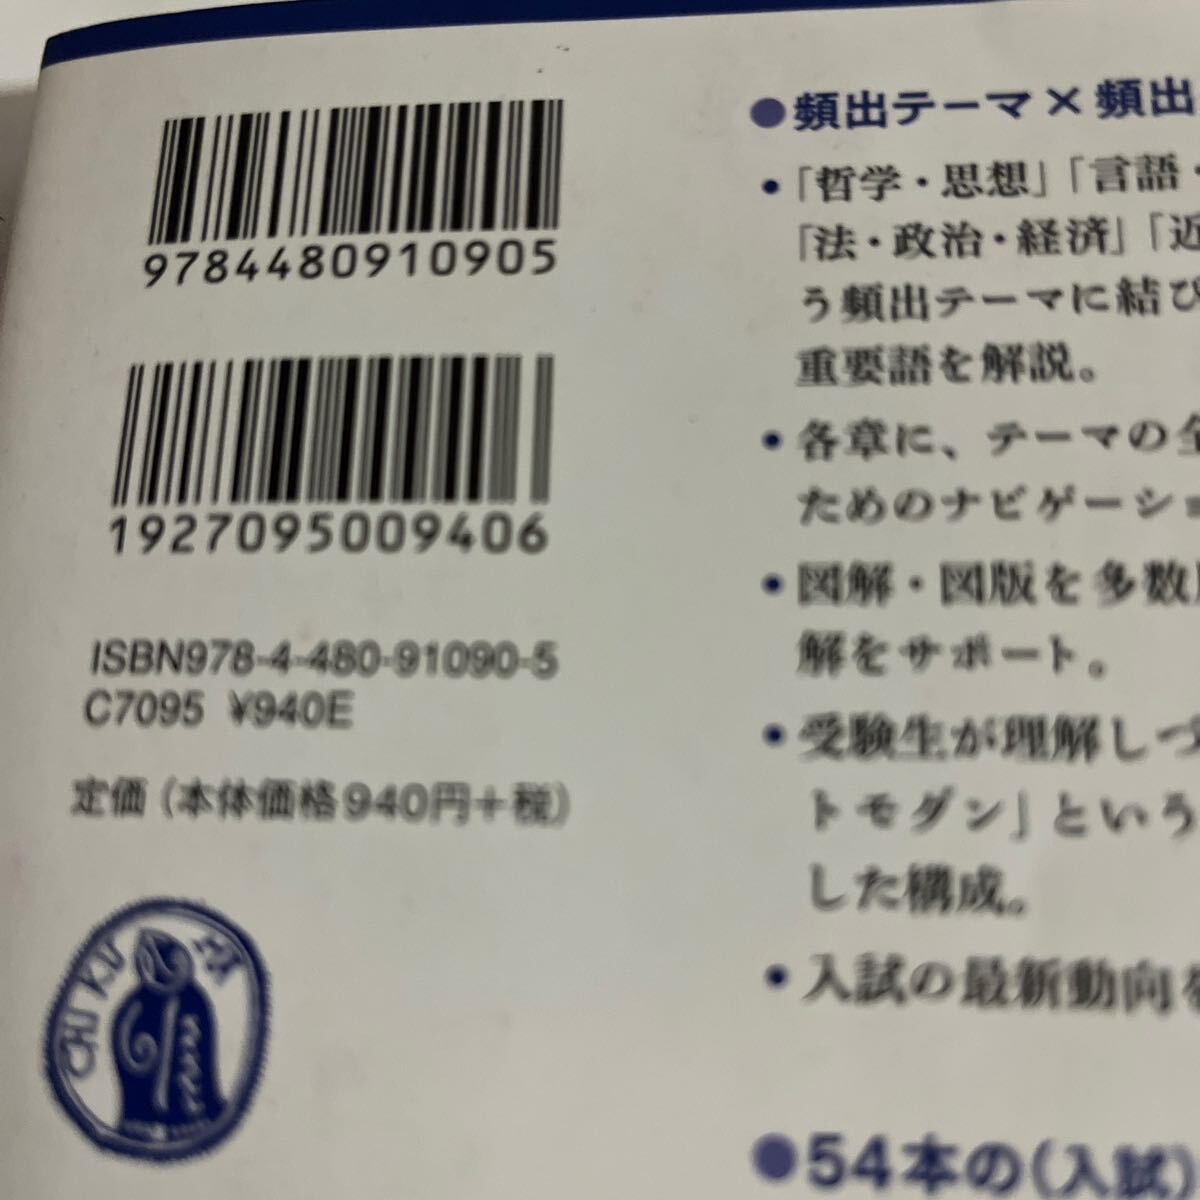 9784480910905
1927095009406
ISBN978-4-480-91090-5
C7095 ¥940E
定価（本体価格940円+税）
CHIKUMA
●頻出テーマ×頻出
・「哲学・思想」「言語・
「法・政治・経済」「近
う頻出テーマに結び
重要語を解説。
・各章に、テーマの全
ためのナビゲーショ
・図解・図版を多数
解をサポート。
・受験生が理解しづ
トモダン」という
した構成。
・入試の最新動向を
●54本の（入試）